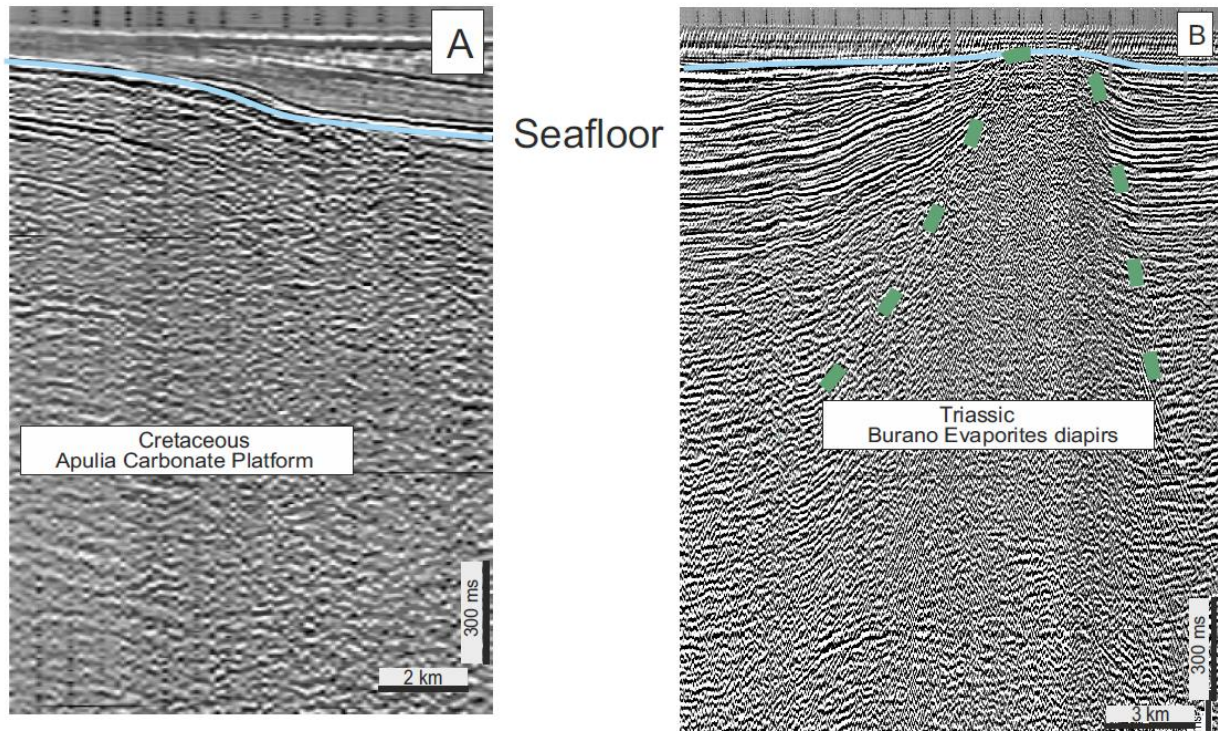 A
Seafloor
Cretaceous
Apulia Carbonate Platform
300 ms
2 km
B
Triassic
Burano Evaporites diapirs
300 ms
3 km